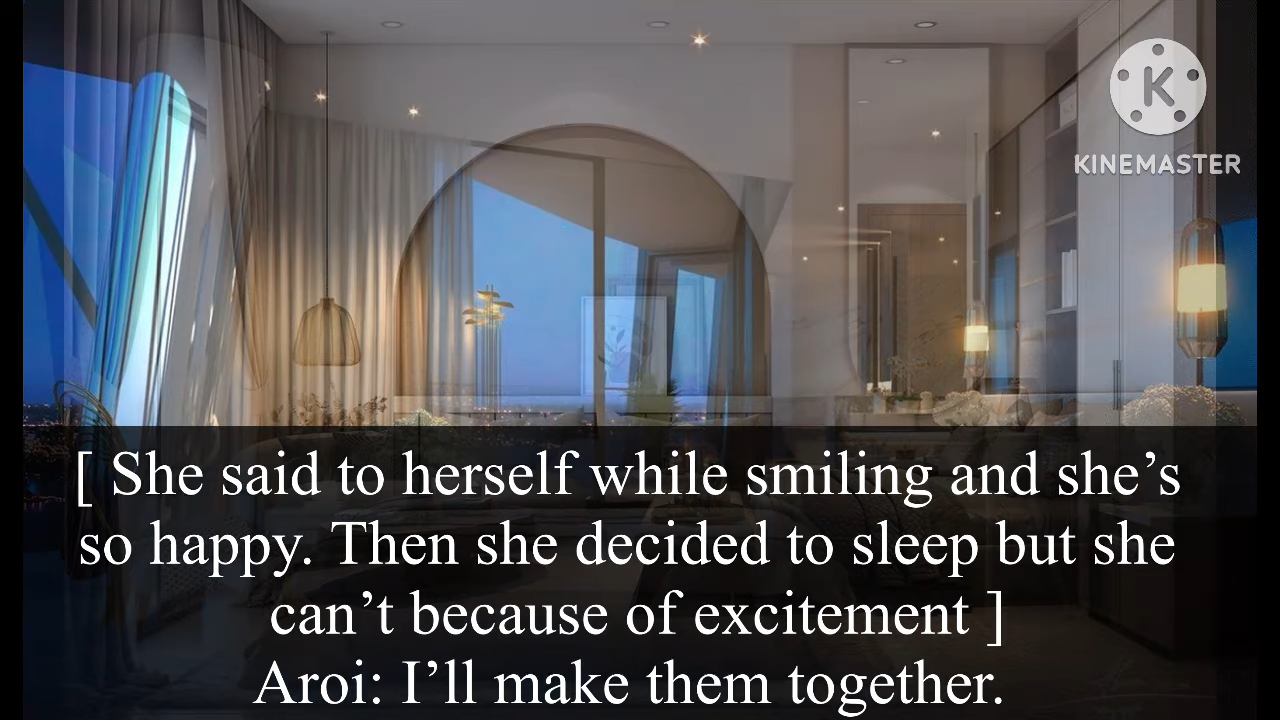 KINEMASTER
[ She said to herself while smiling and she’s
so happy. Then she decided to sleep but she
can’t because of excitement ]
Aroi: I’ll make them together.